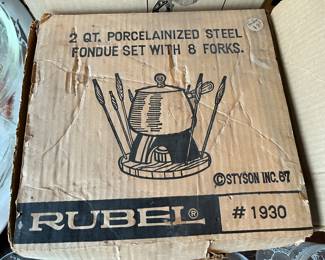 2 QT. PORCELAINIZED STEEL
FONDUE SET WITH 8 FORKS.
©STYSON INC. 67
RUBEL® # 1930